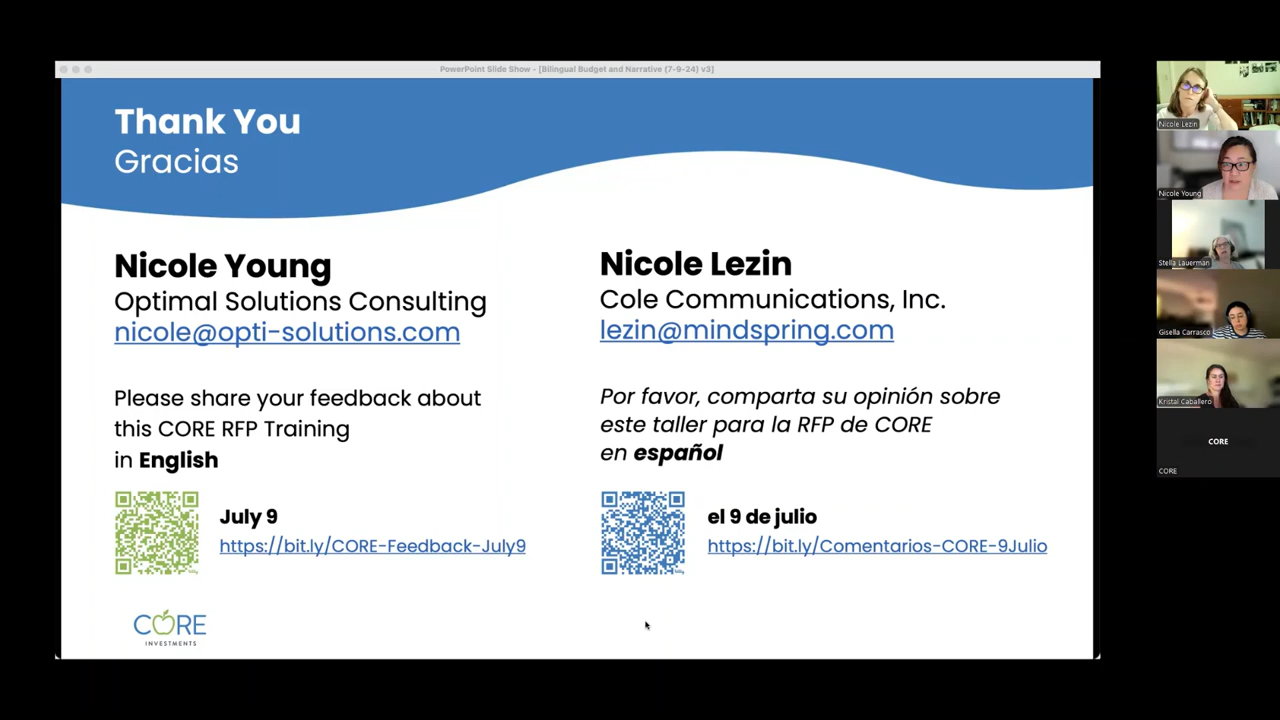 PowerPoint Slide Show - [Bilingual Budget and Narrative (7-9-24) v3]
Thank You
Gracias
Nicole Young
Optimal Solutions Consulting
nicole@opti-solutions.com
Please share your feedback about
this CORE RFP Training
in English
July 9
https://bit.ly/CORE-Feedback-July9
Nicole Lezin
Cole Communications, Inc.
lezin@mindspring.com
Por favor, comparta su opinión sobre
este taller para la RFP de CORE
en español
el 9 de julio
https://bit.ly/Comentarios-CORE-9Julio
CORE
INVESTMENTS
Nicole Lezin
Nicole Young
Stella Lauerman
Gisella Carrasco
Kristal Caballero
CORE
CORE